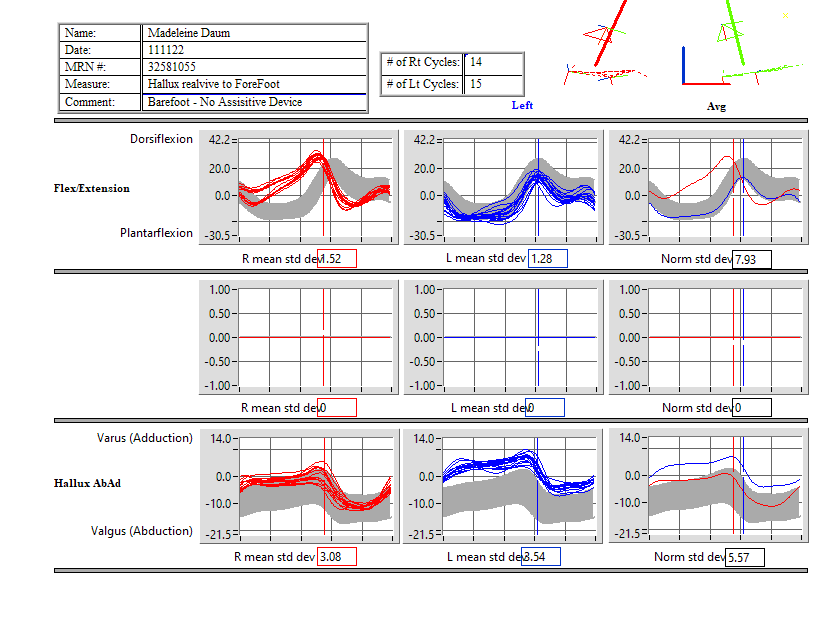 Name: Madeleine Daum
Date: 111122
MRN #: 32581055
Measure: Hallux realvive to ForeFoot
Comment: Barefoot - No Assisitive Device
# of Rt Cycles: 14
# of Lt Cycles: 15
Left Avg
Dorsiflexion
Flex/Extension
Plantarflexion
42.2
20.0
0.0
-30.5
42.2
20.0
0.0
-30.5
42.2
20.0
0.0
-30.5
R mean std dev 1.52
L mean std dev 1.28
Norm std dev 7.93
1.00
0.50
0.00
-0.50
-1.00
1.00
0.50
0.00
-0.50
-1.00
1.00
0.50
0.00
-0.50
-1.00
R mean std dev 0
L mean std dev 0
Norm std dev 0
Varus (Adduction)
Hallux AbAd
Valgus (Abduction)
14.0
0.0
-10.0
-21.5
14.0
0.0
-10.0
-21.5
14.0
0.0
-10.0
-21.5
R mean std dev 3.08
L mean std dev .54
Norm std dev 5.57